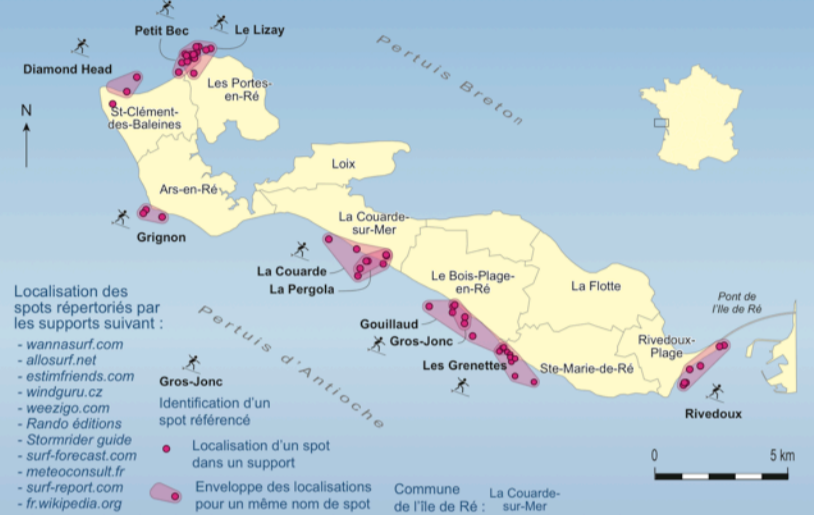 Petit Bec
Le Lizay
Diamond Head
Pertuis Breton
Les Portes-
en-Ré
N
St-Clément-
des-Baleines
Loix
Ars-en-Ré
La Couarde-
sur-Mer
Grignon
La Couarde
La Pergola
Le Bois-Plage-
en-Ré
La Flotte
Pont de
l'Ile de Ré
Gouillaud
Gros-Jonc
Les Grenettes
Ste-Marie-de-Ré
Rivedoux-
Plage
Rivedoux
Pertuis d'Antioche
0
5 km
Localisation des
spots répertoriés par
les supports suivant :
- wannasurf.com
- allosurf.net
- estimfriends.com
- windguru.cz
- weezigo.com
- Rando éditions
- Stormrider guide
- surf-forecast.com
- meteoconsult.fr
- surf-report.com
- fr.wikipedia.org
Gros-Jonc
Identification d'un
spot référencé
Localisation d'un spot
dans un support
Enveloppe des localisations
pour un même nom de spot
Commune
de l'île de Ré :
La Couarde-
sur-Mer